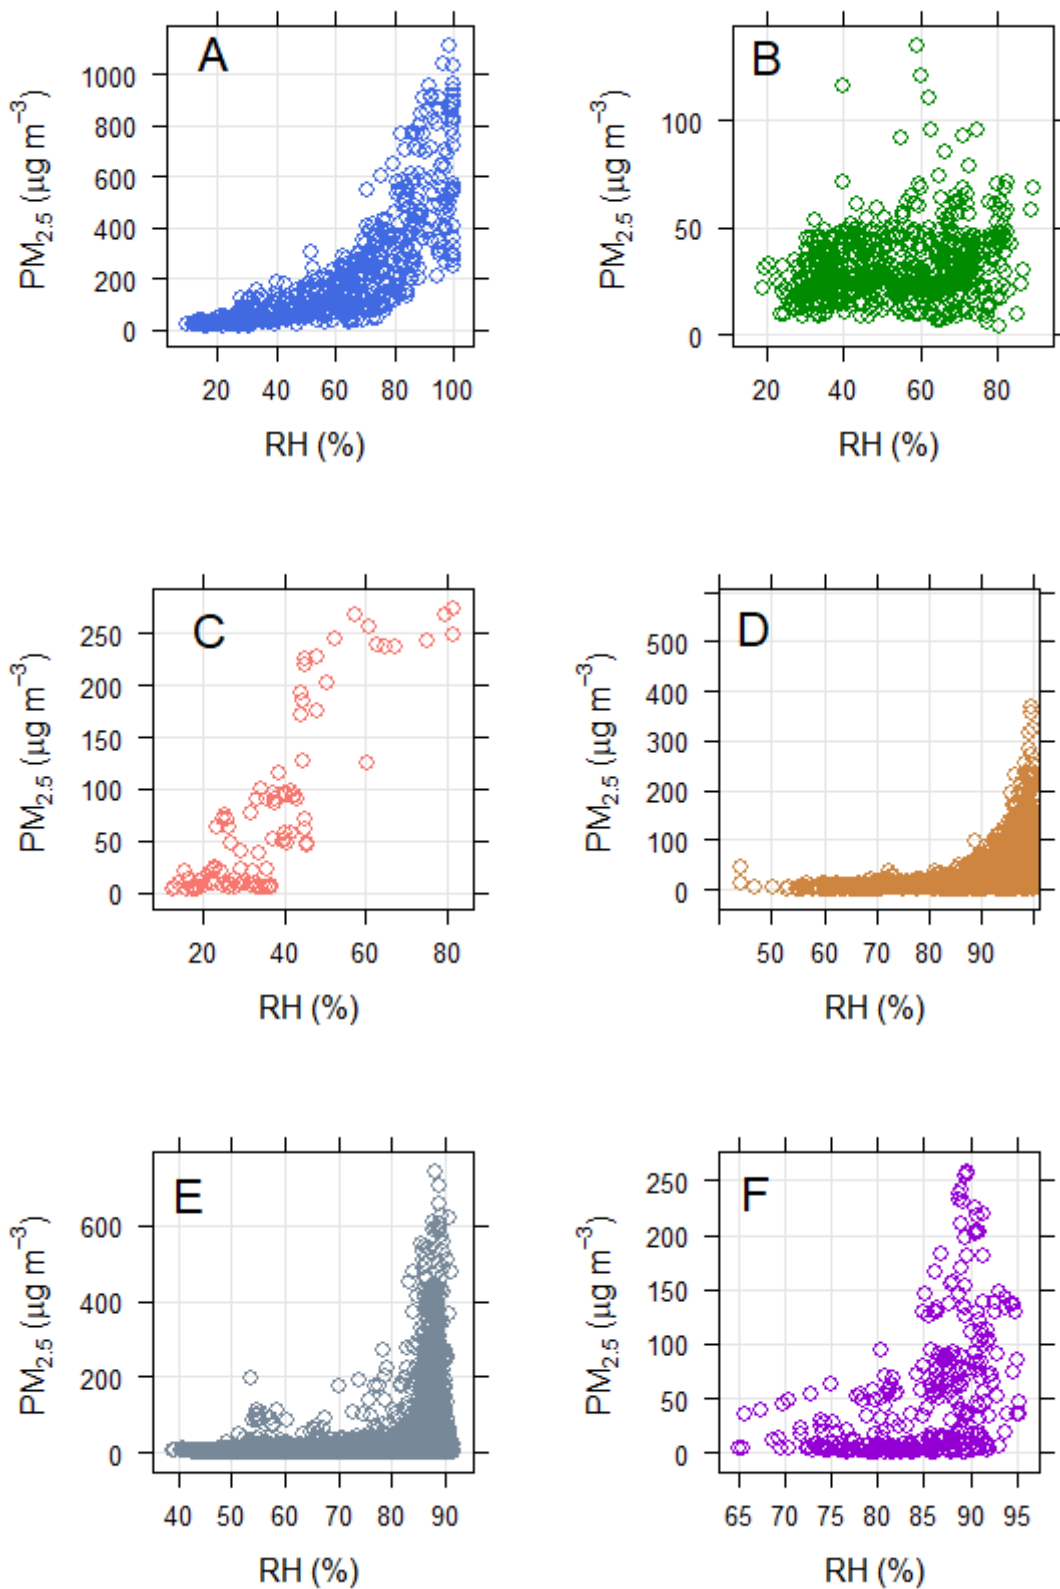 A
B
PM2.5 (μg m−3)
1000
800
600
400
200
0
20 40 60 80 100
RH (%)
PM2.5 (μg m−3)
100
50
0
20 40 60 80
RH (%)
C
D
PM2.5 (μg m−3)
250
200
150
100
50
0
20 40 60 80
RH (%)
PM2.5 (μg m−3)
500
400
300
200
100
0
50 60 70 80 90
RH (%)
E
F
PM2.5 (μg m−3)
600
400
200
0
40 50 60 70 80 90
RH (%)
PM2.5 (μg m−3)
250
200
150
100
50
0
65 70 75 80 85 90 95
RH (%)